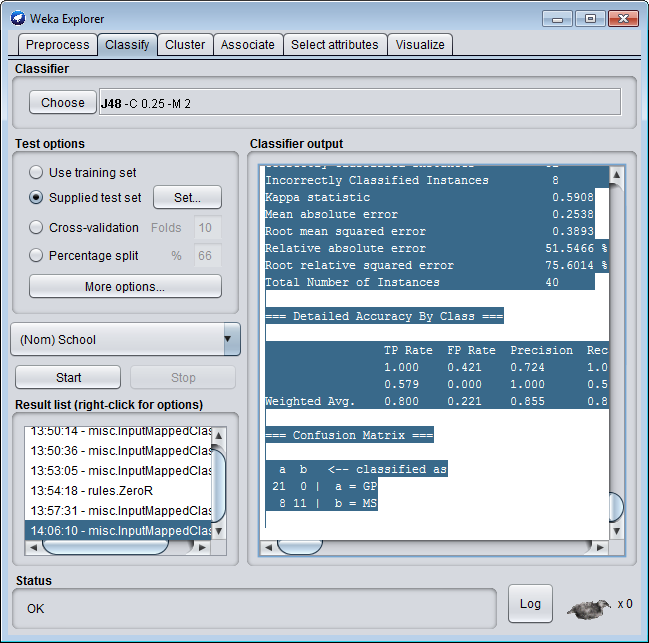 Weka Explorer
Preprocess Classify Cluster Associate Select attributes Visualize
Classifier
Choose J48 -C 0.25 -M 2
Test options
Use training set
Supplied test set Set...
Cross-validation Folds 10
Percentage split % 66
More options...
(Nom) School
Start Stop
Result list (right-click for options)
13:50:14 - misc.InputMappedClas
13:50:36 - misc.InputMappedClas
13:53:05 - misc.InputMappedClas
13:54:18 - rules.ZeroR
13:57:31 - misc.InputMappedClas
14:06:10 - misc.InputMappedClas
Classifier output
Incorrectly Classified Instances 8
Kappa statistic 0.5908
Mean absolute error 0.2538
Root mean squared error 0.3893
Relative absolute error 51.5466 %
Root relative squared error 75.6014 %
Total Number of Instances 40
=== Detailed Accuracy By Class ===
TP Rate FP Rate Precision Rec
1.000 0.421 0.724 1.0
0.579 0.000 1.000 0.5
Weighted Avg. 0.800 0.221 0.855 0.8
=== Confusion Matrix ===
a b <-- classified as
21 0 | a = GP
8 11 | b = MS
Status
OK
Log x 0